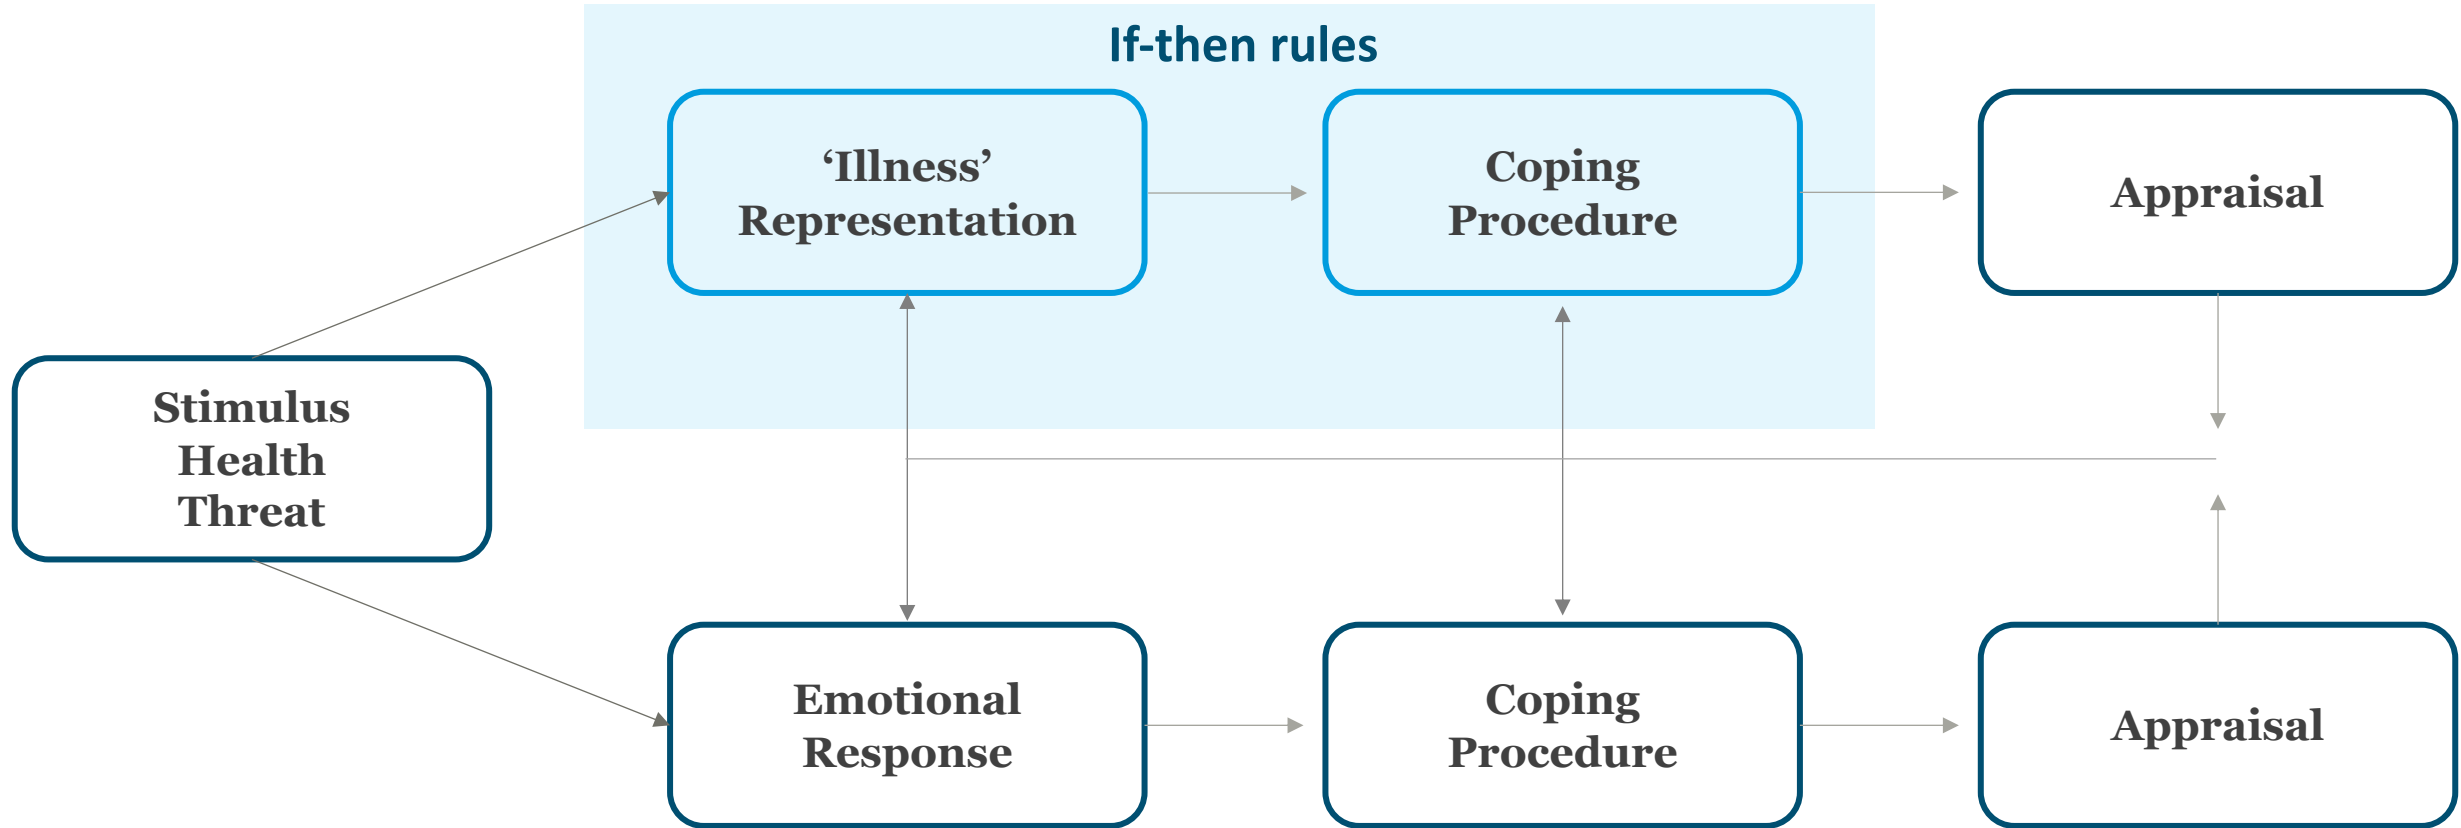 If-then rules
‘Illness’
Representation
Coping
Procedure
Appraisal
Stimulus
Health
Threat
Emotional
Response
Coping
Procedure
Appraisal